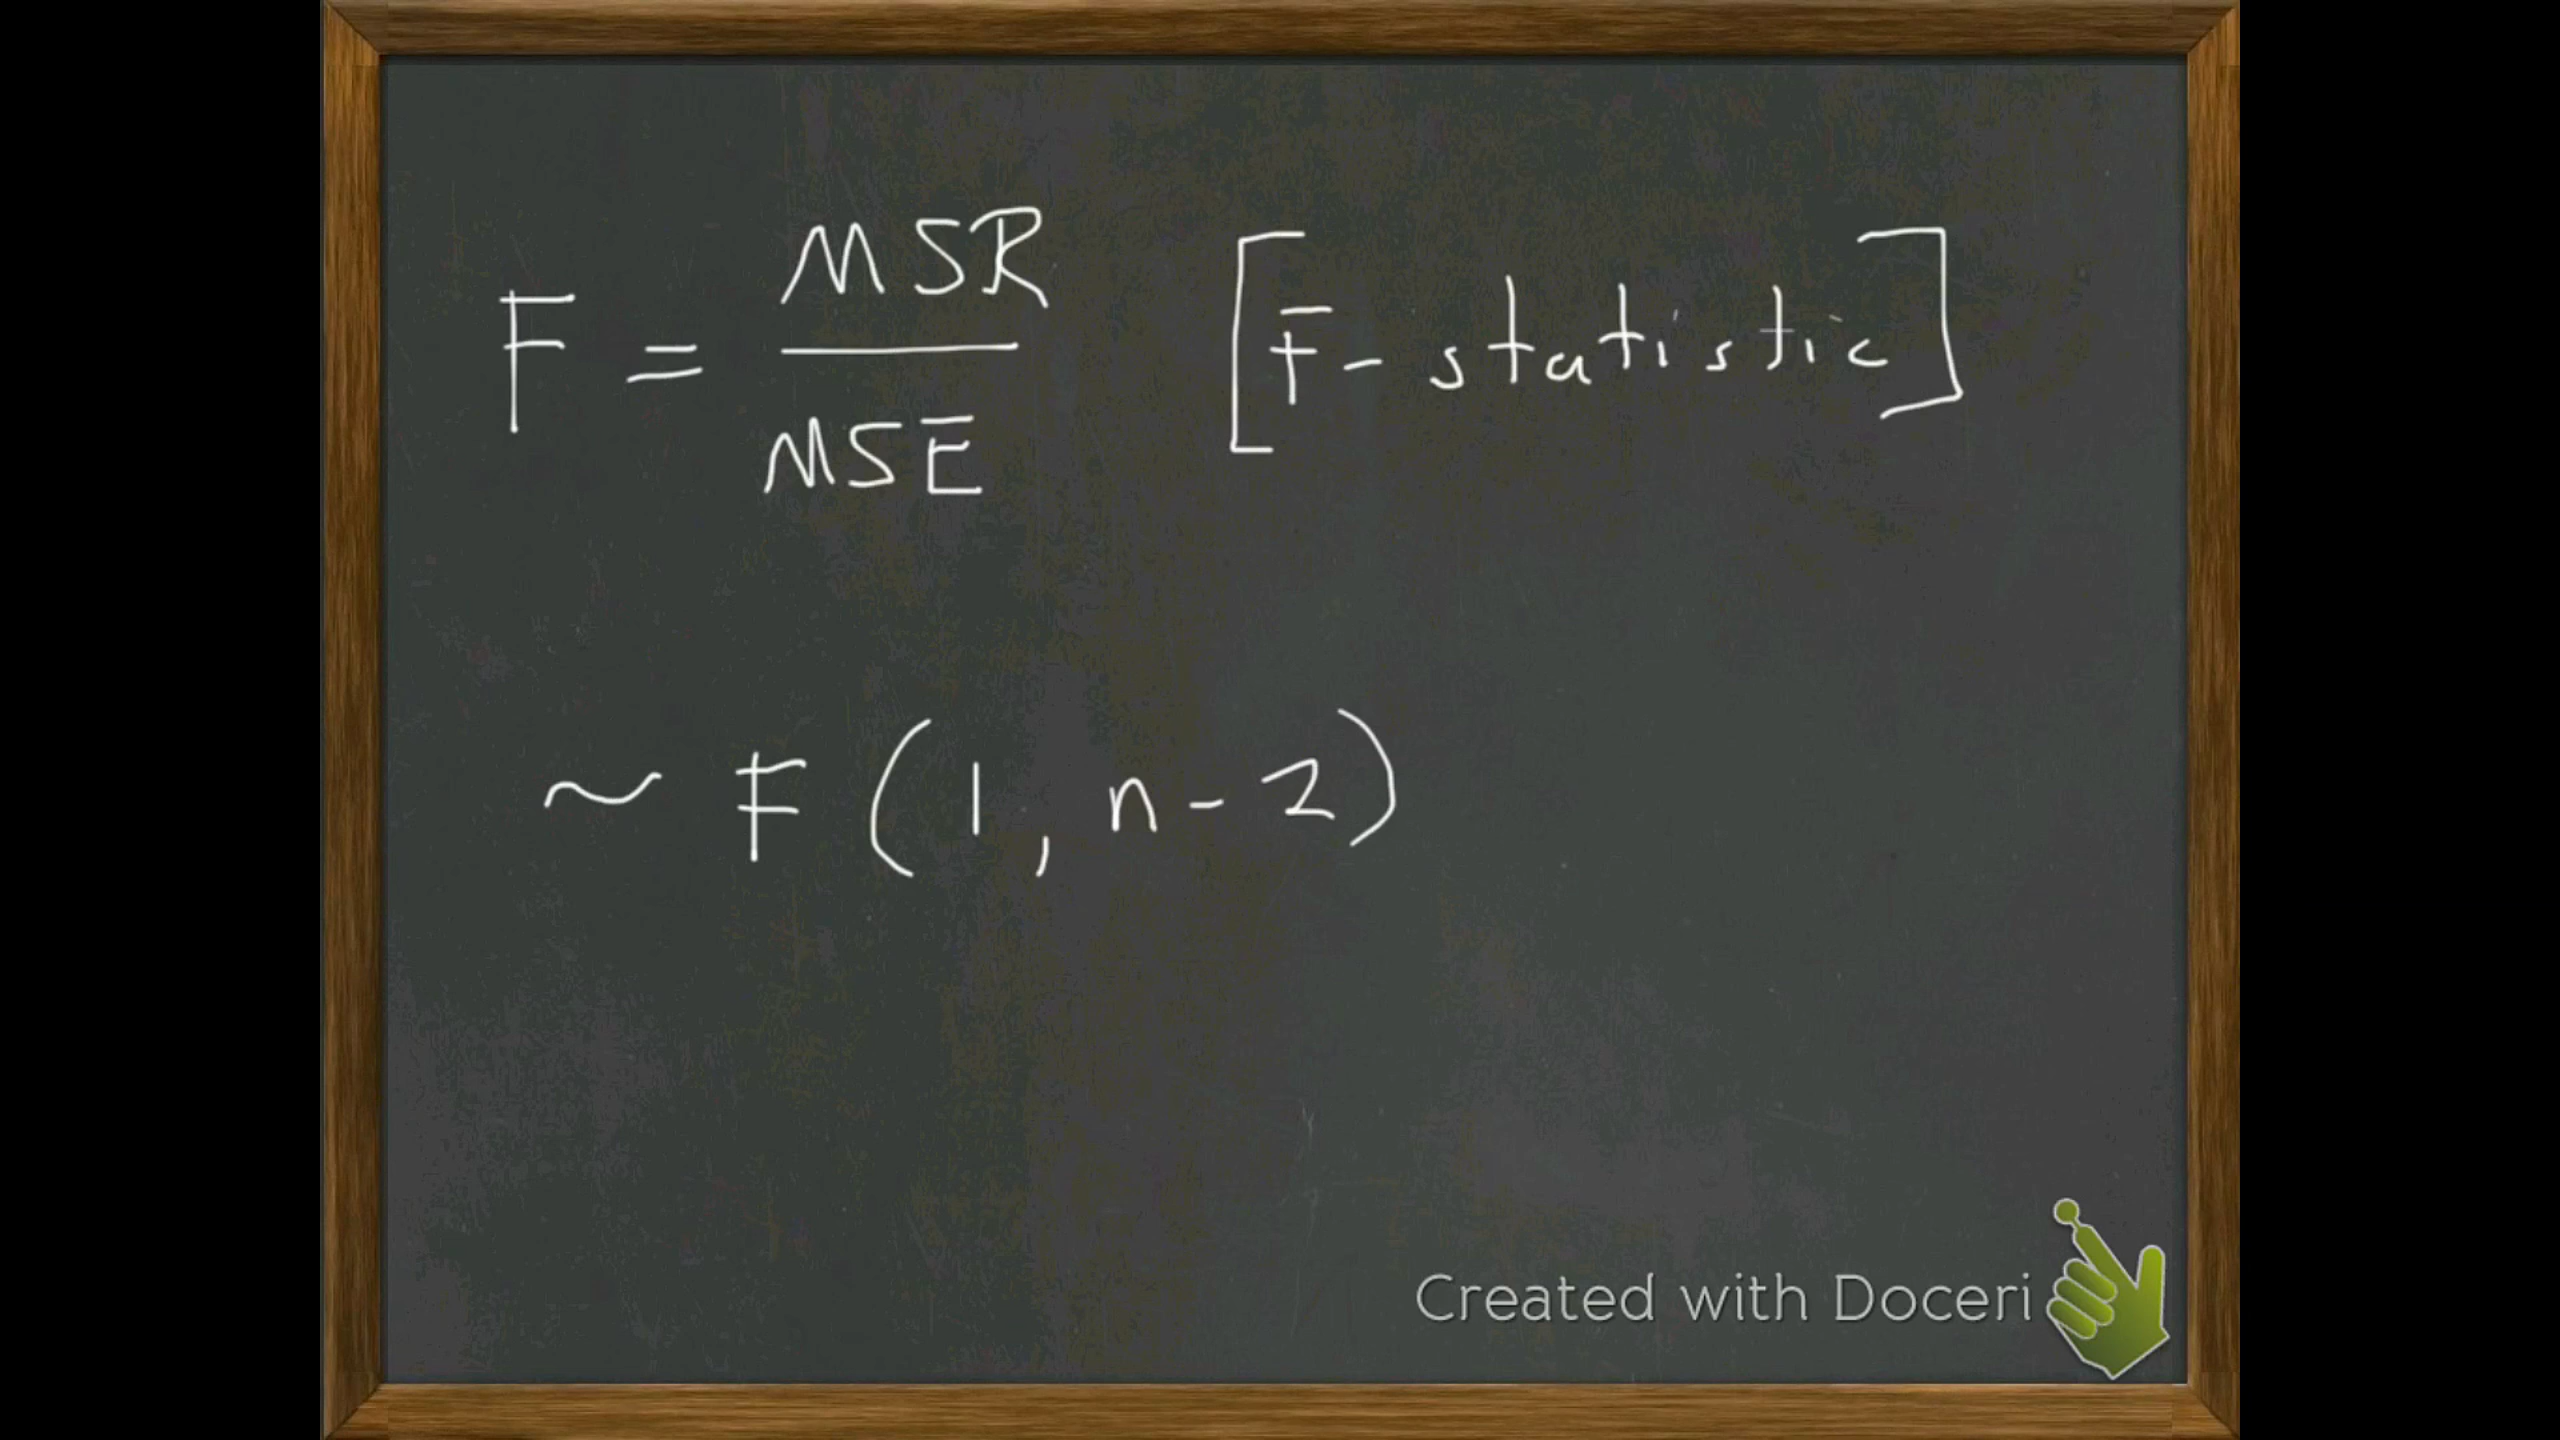 F = MSR / MSE [F-statistic]
~ F (1, n-2)
Created with Doceri